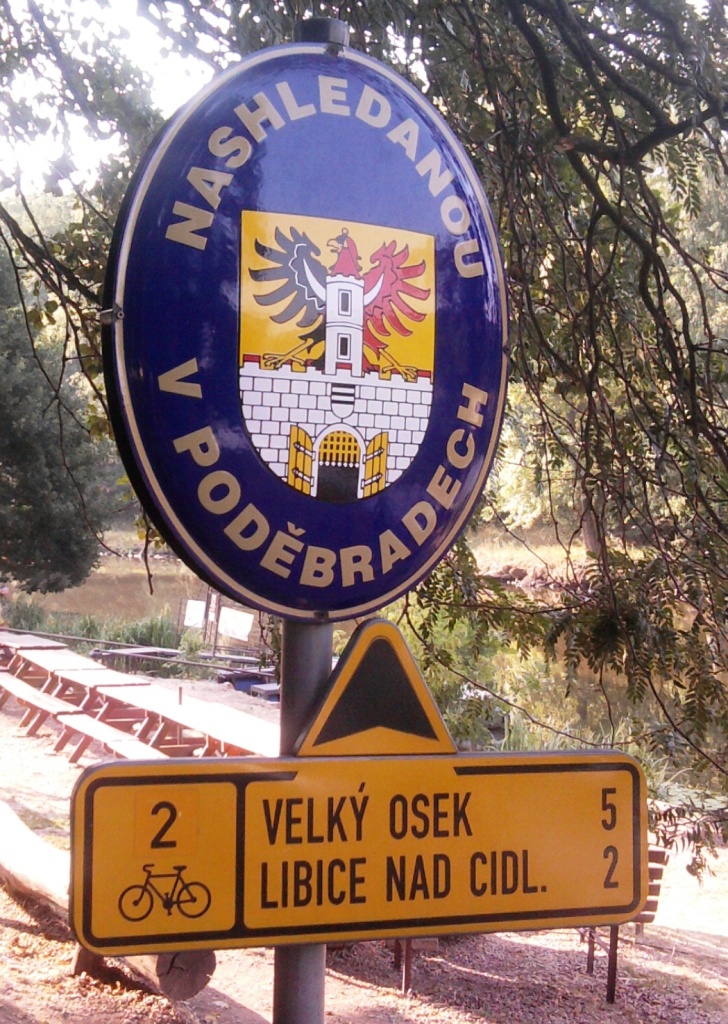 NASHLEDANOU
V PODĚBRADECH
2
VELKÝ OSEK 5
LIBICE NAD CIDL. 2